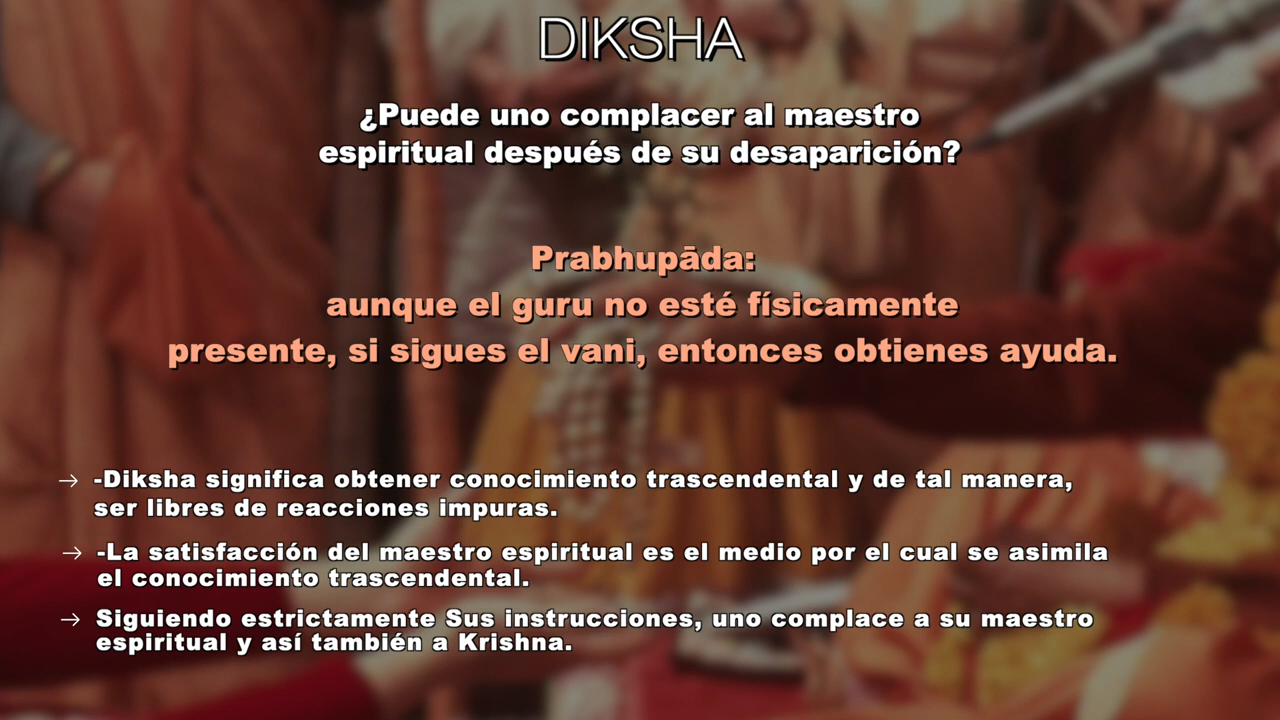 DIKSHA
¿Puede uno complacer al maestro
espiritual después de su desaparición?
Prabhupāda:
aunque el guru no esté físicamente
presente, si sigues el vani, entonces obtienes ayuda.
→ -Diksha significa obtener conocimiento trascendental y de tal manera,
ser libres de reacciones impuras.
→ -La satisfacción del maestro espiritual es el medio por el cual se asimila
el conocimiento trascendental.
→ Siguiendo estrictamente Sus instrucciones, uno complace a su maestro
espiritual y así también a Krishna.